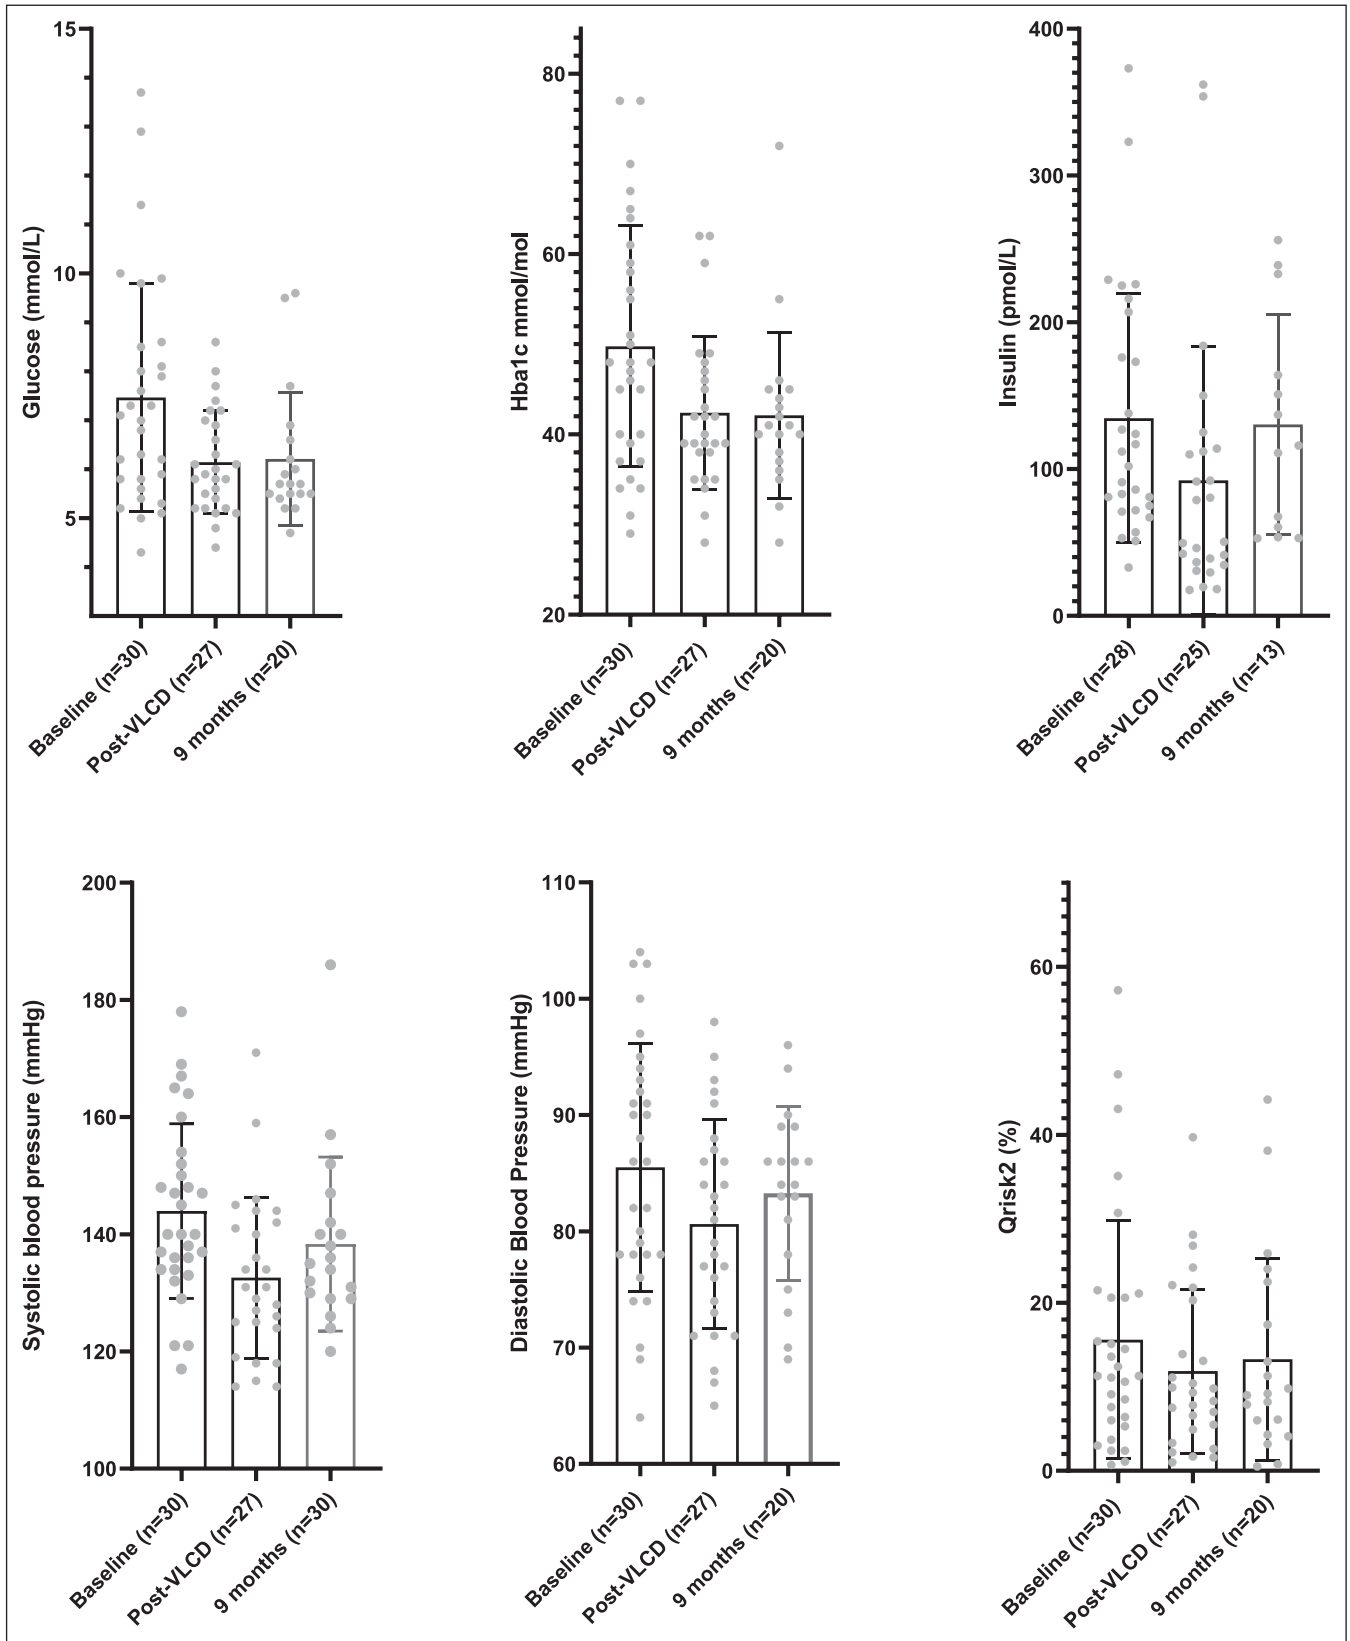 Glucose (mmol/L)
15
10
5
Baseline (n=30)
Post-VLCD (n=27)
9 months (n=20)
Hba1c mmol/mol
80
60
40
20
Baseline (n=30)
Post-VLCD (n=27)
9 months (n=20)
Insulin (pmol/L)
400
300
200
100
0
Baseline (n=28)
Post-VLCD (n=25)
9 months (n=13)
Systolic blood pressure (mmHg)
200
180
160
140
120
100
Baseline (n=30)
Post-VLCD (n=27)
9 months (n=30)
Diastolic Blood Pressure (mmHg)
110
100
90
80
70
60
Baseline (n=30)
Post-VLCD (n=27)
9 months (n=20)
Qrisk2 (%)
60
40
20
0
Baseline (n=30)
Post-VLCD (n=27)
9 months (n=20)